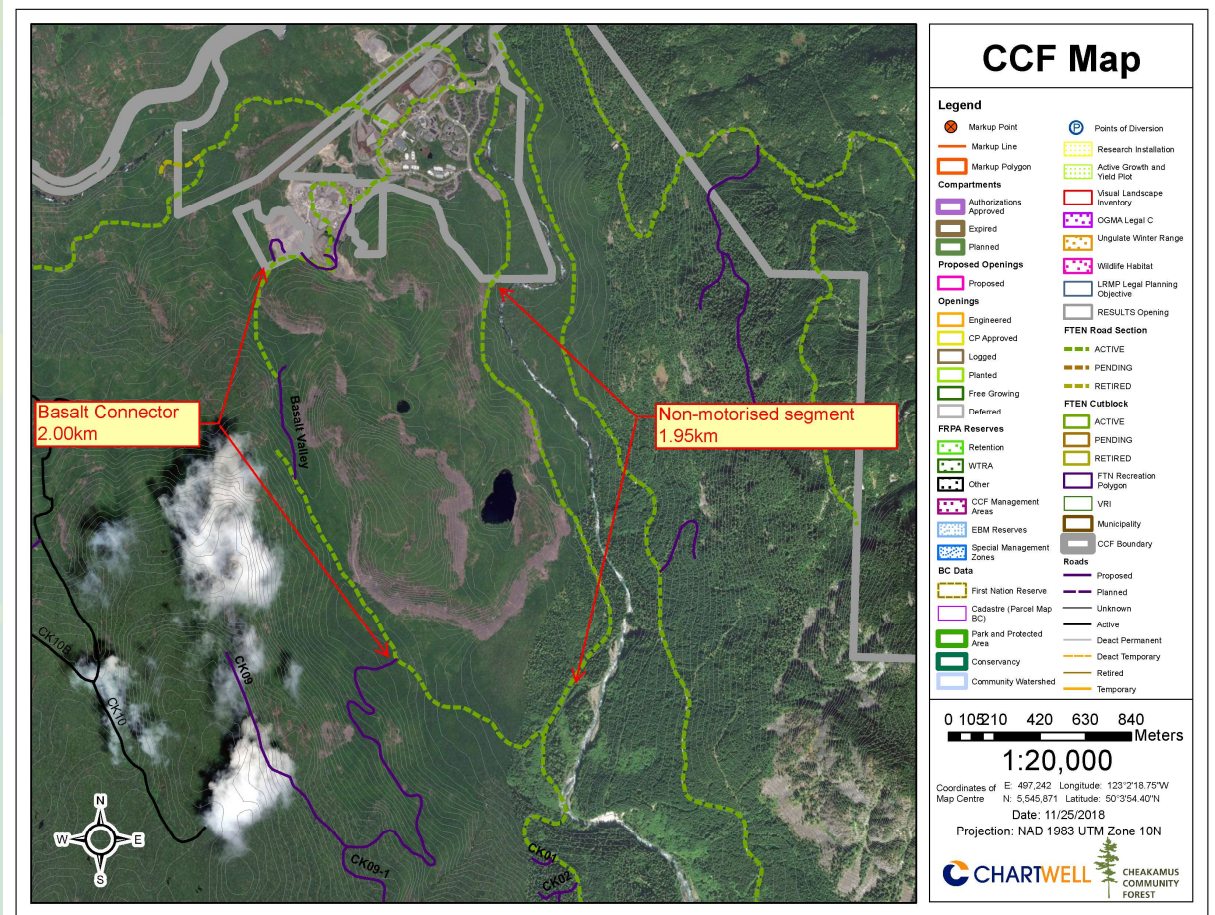 CCF Map
Basalt Connector
2.00km
Non-motorised segment
1.95km
Basalt Valley
CK10B
CK10
CK09
CK09-1
CK01
CK02
N
W
E
S
Legend
Markup Point
Markup Line
Markup Polygon
Compartments
Authorizations
Approved
Expired
Planned
Proposed Openings
Proposed
Openings
Engineered
CP Approved
Logged
Planted
Free Growing
Deferred
FRPA Reserves
Retention
WTRA
Other
CCF Management
Areas
EBM Reserves
Special Management
Zones
BC Data
First Nation Reserve
Cadastre (Parcel Map
BC)
Park and Protected
Area
Conservancy
Community Watershed
P
Points of Diversion
Research Installation
Active Growth and
Yield Plot
Visual Landscape
Inventory
OGMA Legal C
Ungulate Winter Range
Wildlife Habitat
LRMP Legal Planning
Objective
RESULTS Opening
FTEN Road Section
ACTIVE
PENDING
RETIRED
FTEN Cutblock
ACTIVE
PENDING
RETIRED
FTN Recreation
Polygon
VRI
Municipality
CCF Boundary
Roads
Proposed
Planned
Unknown
Active
Deact Permanent
Deact Temporary
Retired
Temporary
0 105210 420 630 840
Meters
1:20,000
Coordinates of
Map Centre
E: 497,242 Longitude: 123°2'18.75"W
N: 5,545,871 Latitude: 50°3'54.40"N
Date: 11/25/2018
Projection: NAD 1983 UTM Zone 10N
CHARTWELL
CHEAKAMUS
COMMUNITY
FOREST